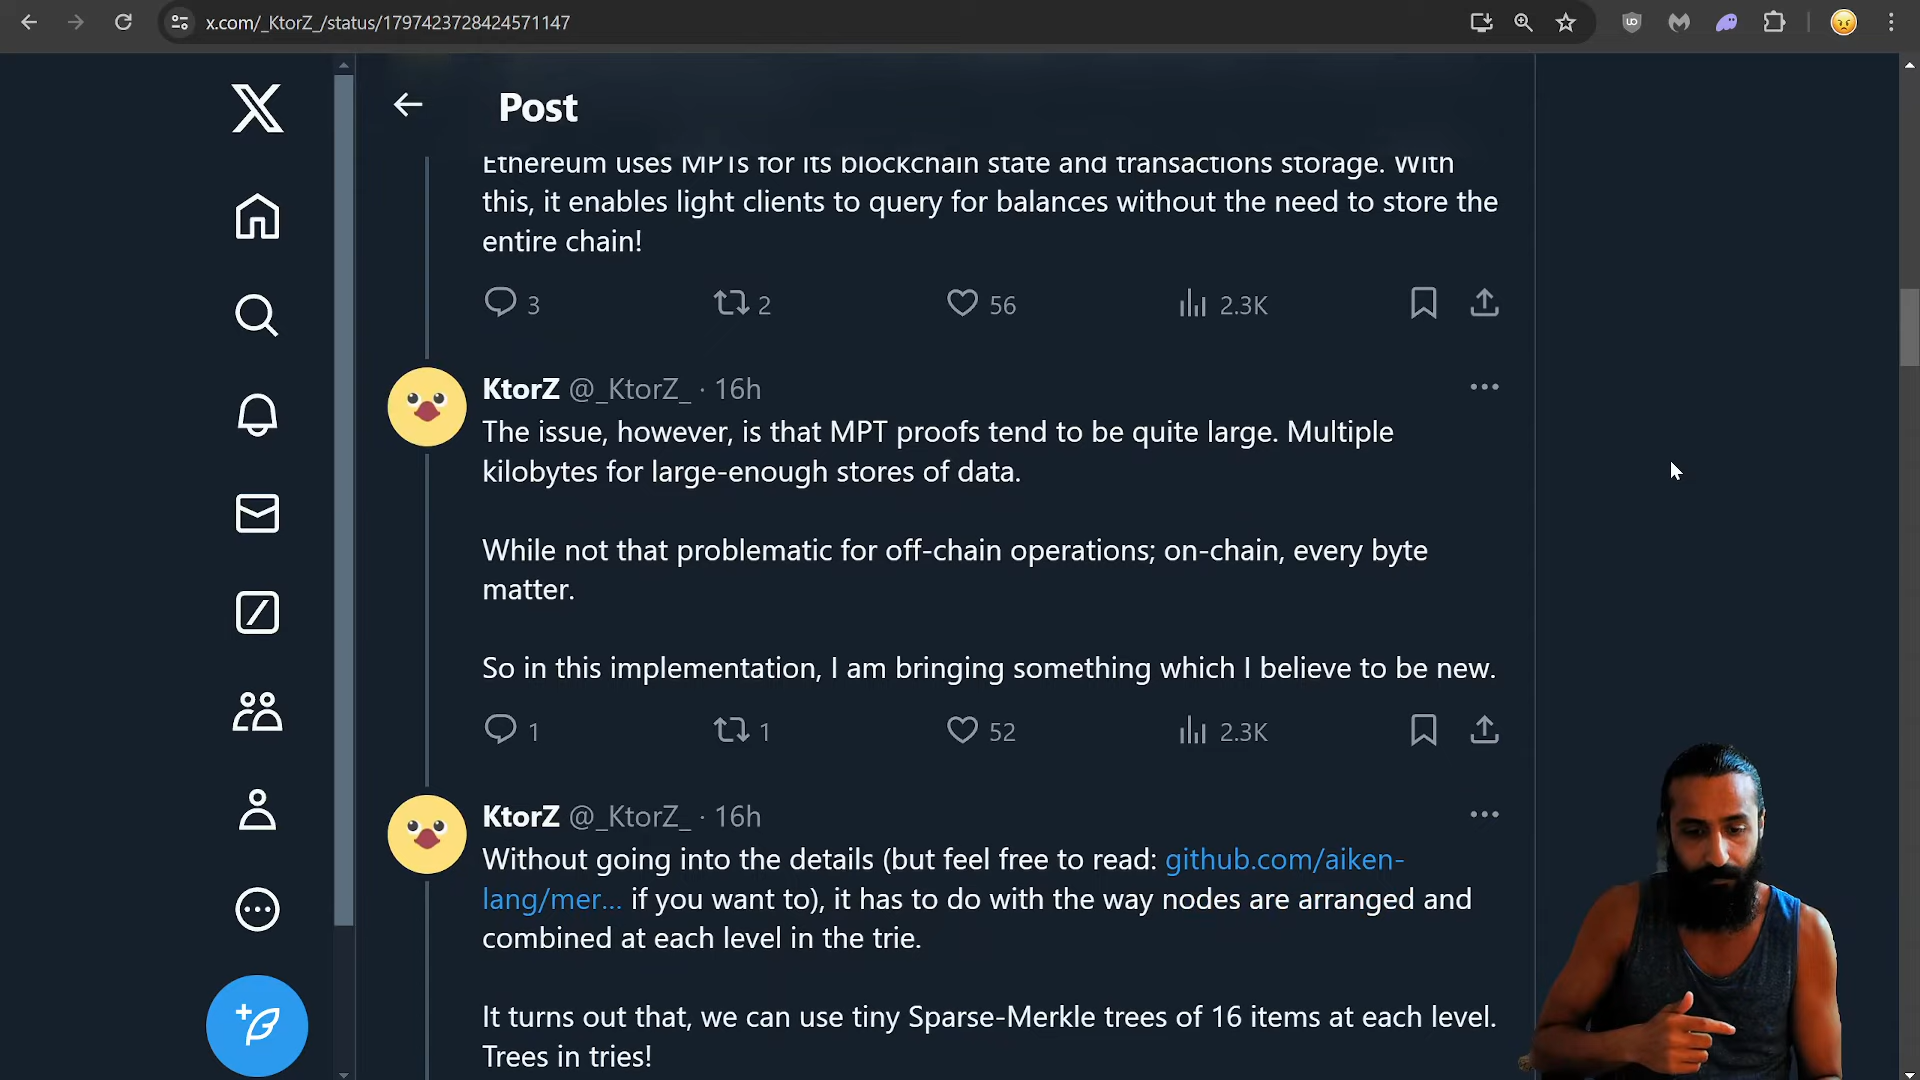 x.com/_KtorZ_/status/1797423728424571147
Post
Ethereum uses MPTs for its blockchain state and transactions storage. With
this, it enables light clients to query for balances without the need to store the
entire chain!
3 2 56 2.3K
KtorZ @_KtorZ_ · 16h
The issue, however, is that MPT proofs tend to be quite large. Multiple
kilobytes for large-enough stores of data.
While not that problematic for off-chain operations; on-chain, every byte
matter.
So in this implementation, I am bringing something which I believe to be new.
1 1 52 2.3K
KtorZ @_KtorZ_ · 16h
Without going into the details (but feel free to read: github.com/aiken-
lang/mer... if you want to), it has to do with the way nodes are arranged and
combined at each level in the trie.
It turns out that, we can use tiny Sparse-Merkle trees of 16 items at each level.
Trees in tries!